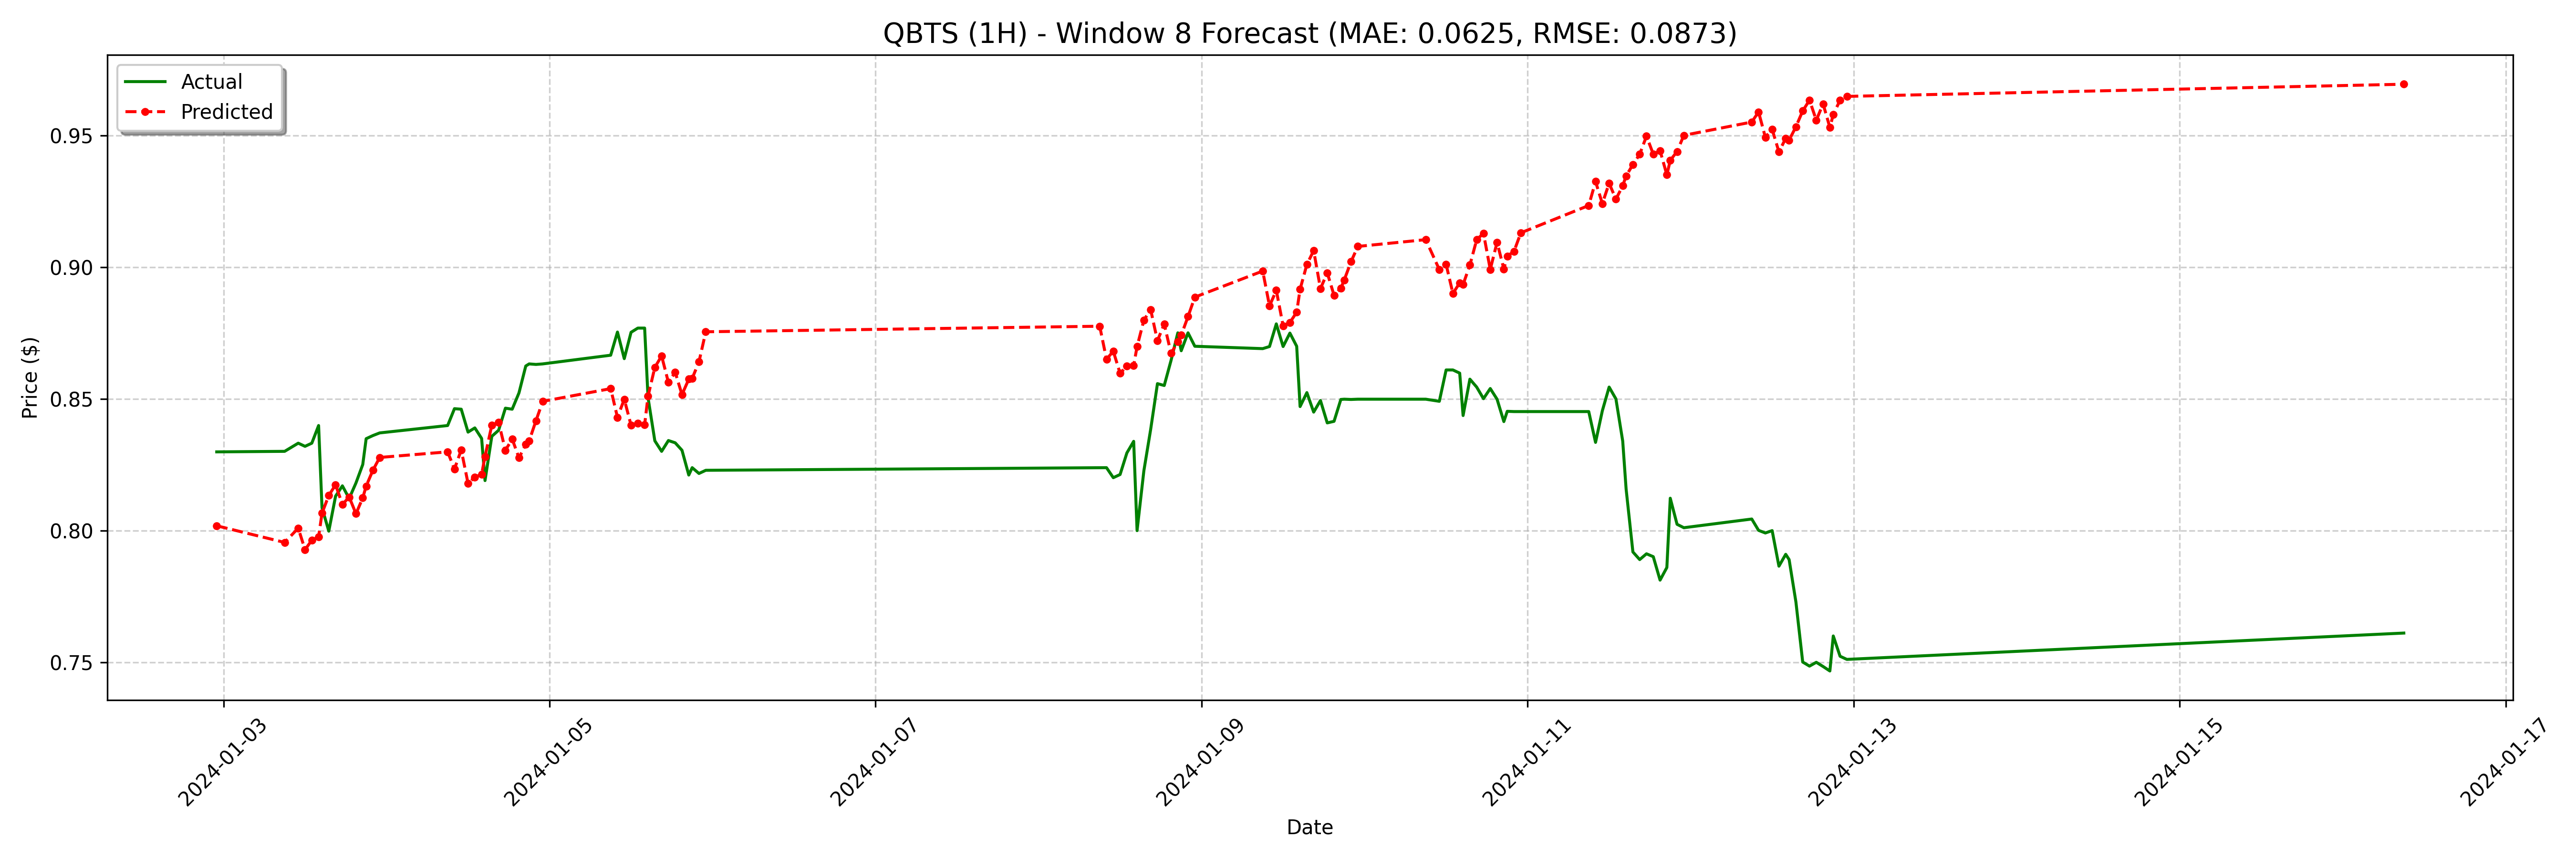 QBTS (1H) - Window 8 Forecast (MAE: 0.0625, RMSE: 0.0873)
Actual
Predicted
Price ($)
0.95
0.90
0.85
0.80
0.75
2024-01-03
2024-01-05
2024-01-07
2024-01-09
2024-01-11
2024-01-13
2024-01-15
2024-01-17
Date